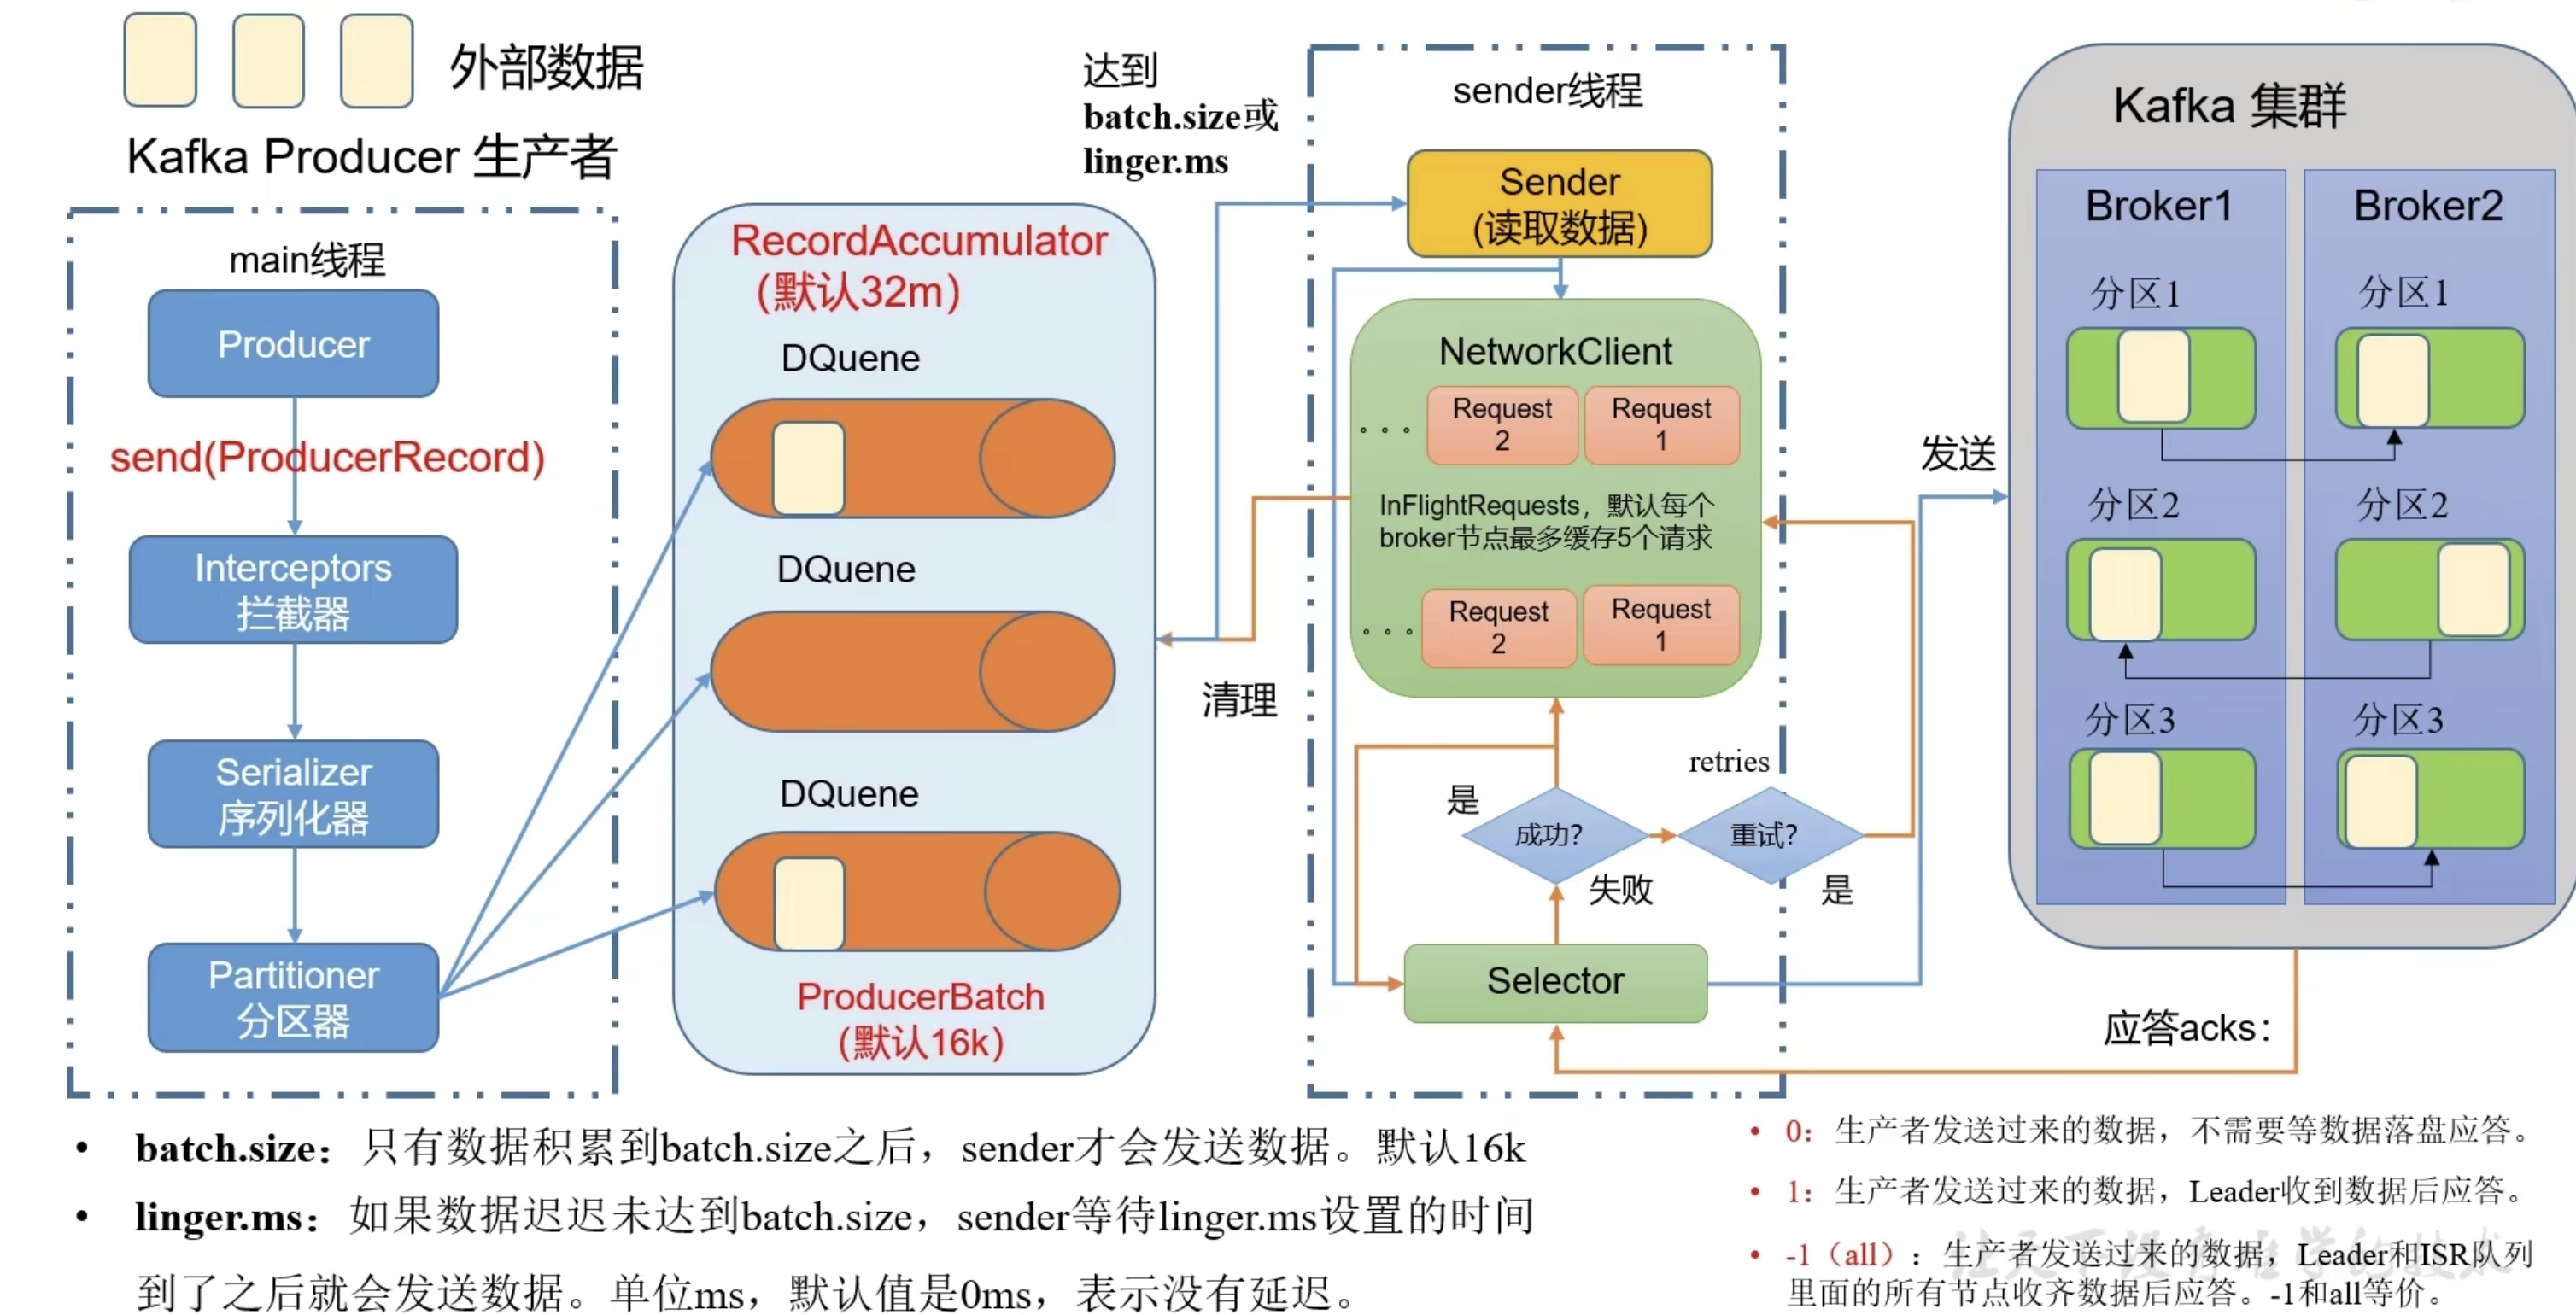 外部数据
Kafka Producer 生产者
main线程
Producer
send(ProducerRecord)
Interceptors
拦截器
Serializer
序列化器
Partitioner
分区器
RecordAccumulator
(默认32m)
DQuene
DQuene
DQuene
ProducerBatch
(默认16k)
达到
batch.size或
linger.ms
清理
sender线程
Sender
(读取数据)
NetworkClient
...
Request
2
Request
1
InFlightRequests，默认每个
broker节点最多缓存5个请求
...
Request
2
Request
1
retries
是
成功?
重试?
失败
是
Selector
发送
Kafka 集群
Broker1
分区1
分区2
分区3
Broker2
分区1
分区2
分区3
应答acks：
• batch.size：只有数据积累到batch.size之后，sender才会发送数据。默认16k
• linger.ms：如果数据迟迟未达到batch.size，sender等待linger.ms设置的时间
到了之后就会发送数据。单位ms，默认值是0ms，表示没有延迟。
• 0：生产者发送过来的数据，不需要等数据落盘应答。
• 1：生产者发送过来的数据，Leader收到数据后应答。
• -1（all）：生产者发送过来的数据，Leader和ISR队列
里面的所有节点收齐数据后应答。-1和all等价。
让天下没有难学的技术